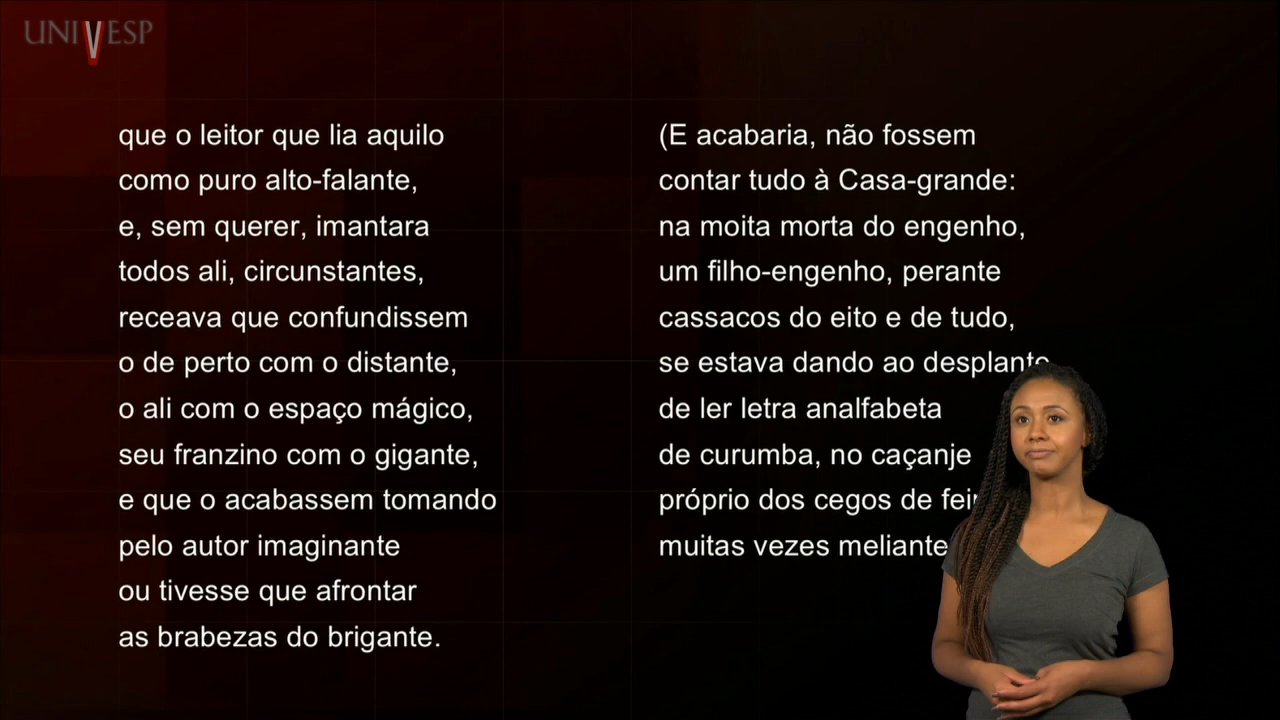 UNIVESP
que o leitor que lia aquilo
como puro alto-falante,
e, sem querer, imantara
todos ali, circunstantes,
receava que confundissem
o de perto com o distante,
o ali com o espaço mágico,
seu franzino com o gigante,
e que o acabassem tomando
pelo autor imaginante
ou tivesse que afrontar
as brabezas do brigante.
(E acabaria, não fossem
contar tudo à Casa-grande:
na moita morta do engenho,
um filho-engenho, perante
cassacos do eito e de tudo,
se estava dando ao desplante
de ler letra analfabeta
de curumba, no caçanje
próprio dos cegos de
muitas vezes meliante